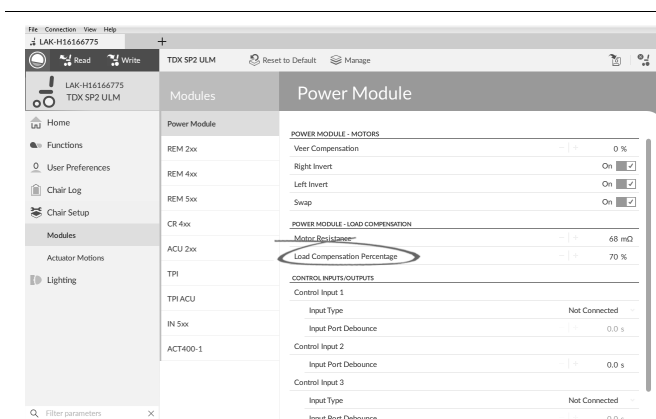 File Connection View Help
LAK-H16166775 +
Read Write TDX SP2 ULM Reset to Default Manage
LAK-H16166775
TDX SP2 ULM
Modules
Power Module
Home
Functions
User Preferences
Chair Log
Chair Setup
Modules
Actuator Motions
Lighting
Filter parameters
Power Module
REM 2xx
REM 4xx
REM 5xx
CR 4xx
ACU 2xx
TPI
TPI ACU
IN 5xx
ACT400-1
POWER MODULE - MOTORS
Veer Compensation - + 0 %
Right Invert On
Left Invert On
Swap On
POWER MODULE - LOAD COMPENSATION
Motor Resistance - + 68 mΩ
Load Compensation Percentage - + 70 %
CONTROL INPUTS/OUTPUTS
Control Input 1
Input Type Not Connected
Input Port Debounce 0.0 s
Control Input 2
Input Port Debounce - + 0.0 s
Control Input 3
Input Type Not Connected
Input Port Debounce 0.0 s